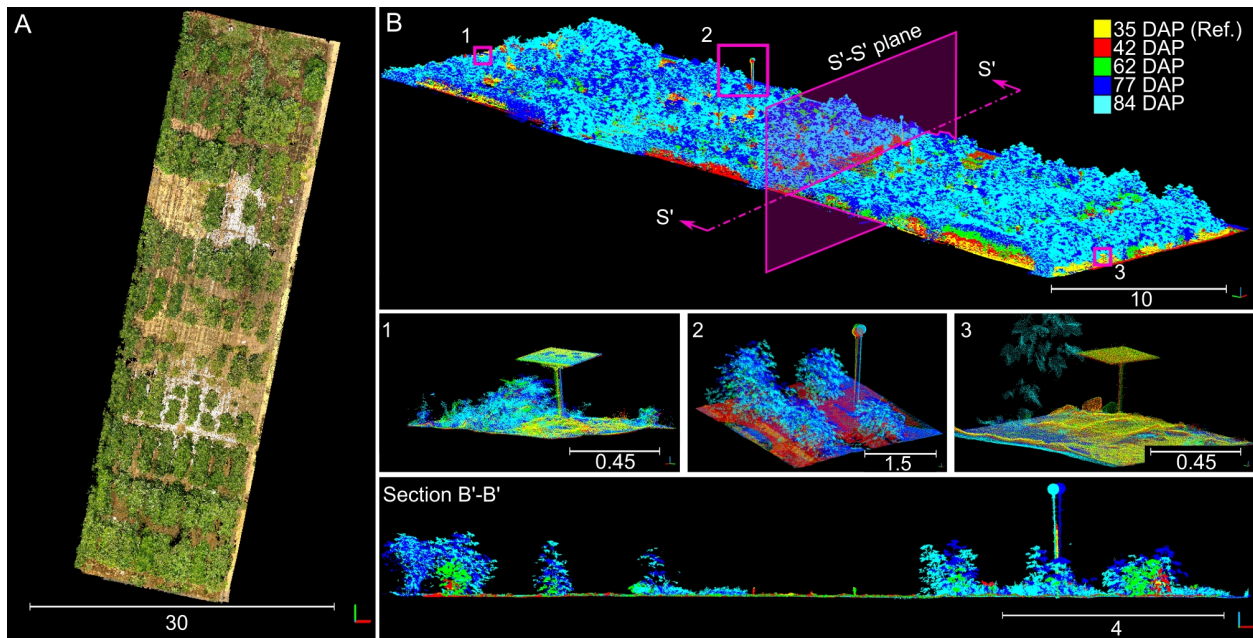 A
30
B
1
2
S'-S' plane
S'
S'
3
10
35 DAP (Ref.)
42 DAP
62 DAP
77 DAP
84 DAP
1
0.45
2
1.5
3
0.45
Section B'-B'
4